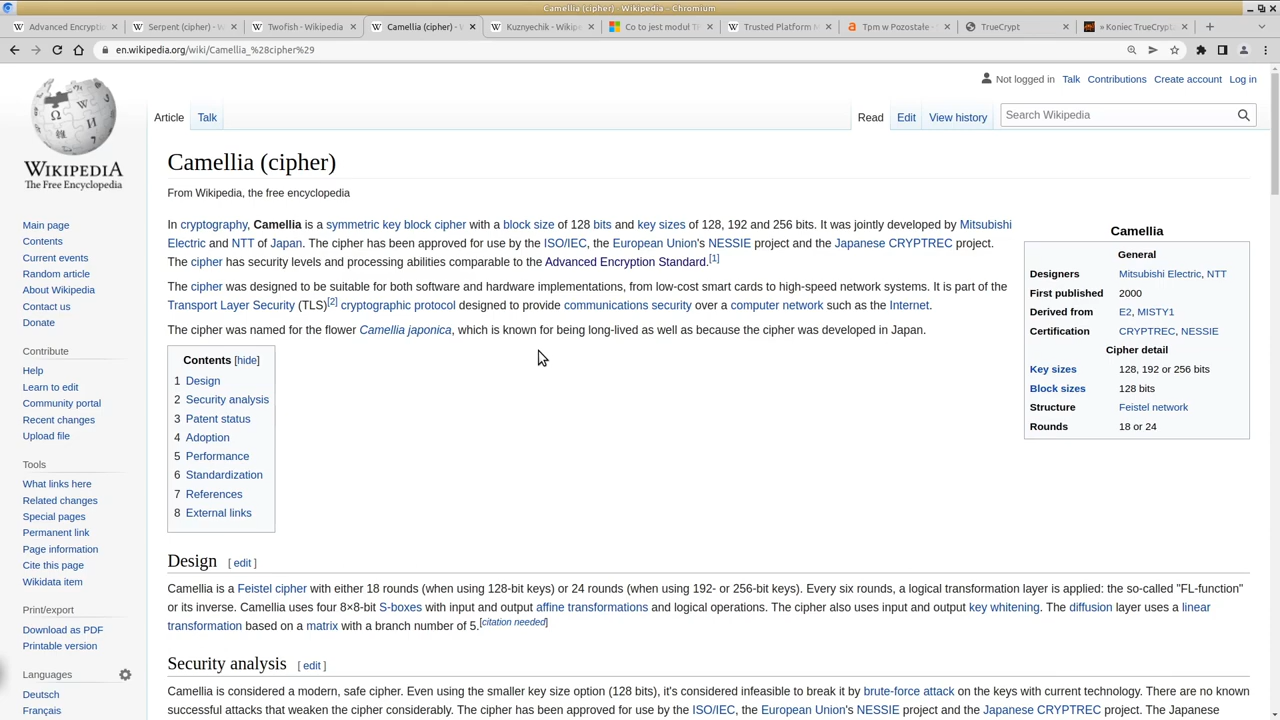 Camellia (cipher) - Wikipedia - Chromium
Advanced Encryptic
Serpent (cipher) - W
Twofish - Wikipedia
Camellia (cipher) - V
Kuznyechik - Wikipe
Co to jest moduł TP
Trusted Platform M
Tpm w Pozostałe -
TrueCrypt
» Koniec TrueCrypt
en.wikipedia.org/wiki/Camellia_%28cipher%29
Not logged in Talk Contributions Create account Log in
Article Talk Read Edit View history Search Wikipedia
WIKIPEDIA
The Free Encyclopedia
Main page
Contents
Current events
Random article
About Wikipedia
Contact us
Donate
Contribute
Help
Learn to edit
Community portal
Recent changes
Upload file
Tools
What links here
Related changes
Special pages
Permanent link
Page information
Cite this page
Wikidata item
Print/export
Download as PDF
Printable version
Languages
Deutsch
Français
Camellia (cipher)
From Wikipedia, the free encyclopedia
In cryptography, Camellia is a symmetric key block cipher with a block size of 128 bits and key sizes of 128, 192 and 256 bits. It was jointly developed by Mitsubishi
Electric and NTT of Japan. The cipher has been approved for use by the ISO/IEC, the European Union's NESSIE project and the Japanese CRYPTREC project.
The cipher has security levels and processing abilities comparable to the Advanced Encryption Standard.[1]
The cipher was designed to be suitable for both software and hardware implementations, from low-cost smart cards to high-speed network systems. It is part of the
Transport Layer Security (TLS)[2] cryptographic protocol designed to provide communications security over a computer network such as the Internet.
The cipher was named for the flower Camellia japonica, which is known for being long-lived as well as because the cipher was developed in Japan.
Camellia
General
Designers Mitsubishi Electric, NTT
First published 2000
Derived from E2, MISTY1
Certification CRYPTREC, NESSIE
Cipher detail
Key sizes 128, 192 or 256 bits
Block sizes 128 bits
Structure Feistel network
Rounds 18 or 24
Contents [hide]
1 Design
2 Security analysis
3 Patent status
4 Adoption
5 Performance
6 Standardization
7 References
8 External links
Design [ edit ]
Camellia is a Feistel cipher with either 18 rounds (when using 128-bit keys) or 24 rounds (when using 192- or 256-bit keys). Every six rounds, a logical transformation layer is applied: the so-called "FL-function"
or its inverse. Camellia uses four 8×8-bit S-boxes with input and output affine transformations and logical operations. The cipher also uses input and output key whitening. The diffusion layer uses a linear
transformation based on a matrix with a branch number of 5.[citation needed]
Security analysis [ edit ]
Camellia is considered a modern, safe cipher. Even using the smaller key size option (128 bits), it's considered infeasible to break it by brute-force attack on the keys with current technology. There are no known
successful attacks that weaken the cipher considerably. The cipher has been approved for use by the ISO/IEC, the European Union's NESSIE project and the Japanese CRYPTREC project. The Japanese